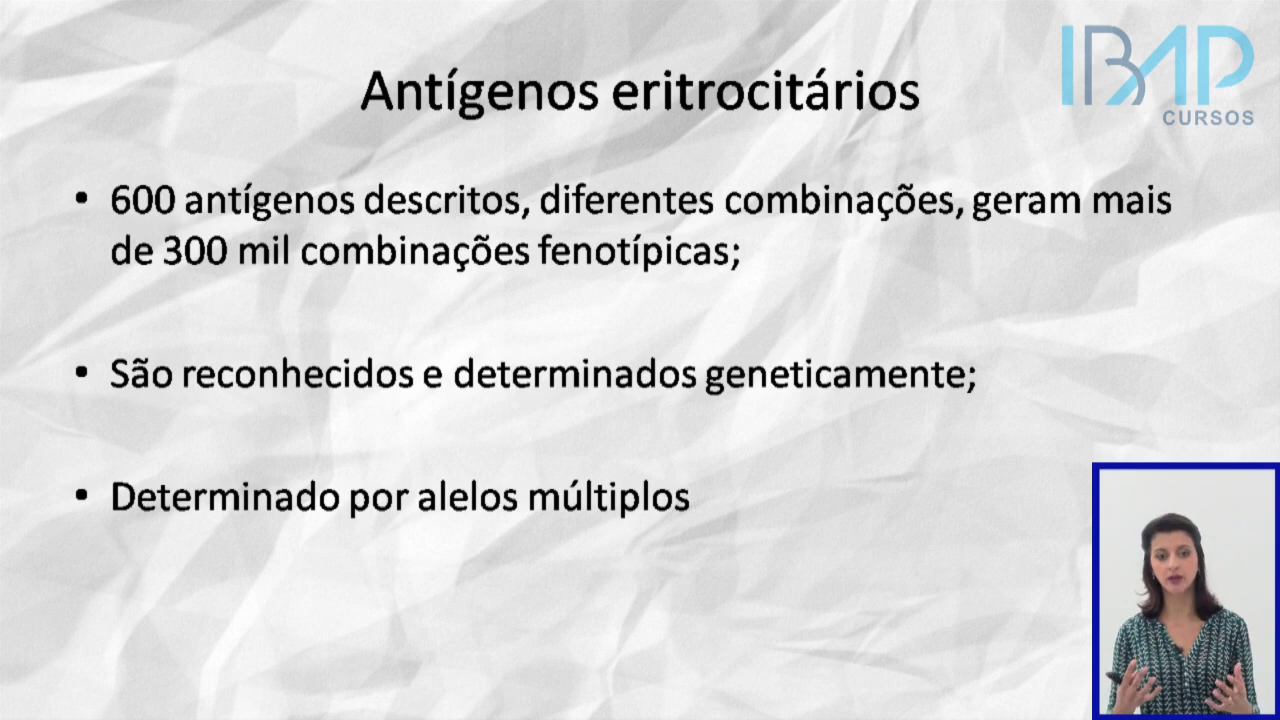 IBAP
CURSOS
Antígenos eritrocitários
• 600 antígenos descritos, diferentes combinações, geram mais
de 300 mil combinações fenotípicas;
• São reconhecidos e determinados geneticamente;
• Determinado por alelos múltiplos